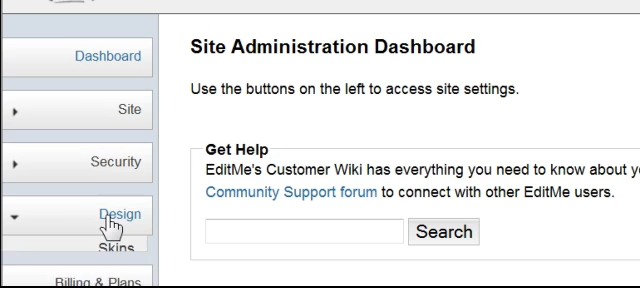 Dashboard
Site
Security
Design
Skins
Billing & Plans
Site Administration Dashboard
Use the buttons on the left to access site settings.
Get Help
EditMe's Customer Wiki has everything you need to know about
Community Support forum to connect with other EditMe users.
Search